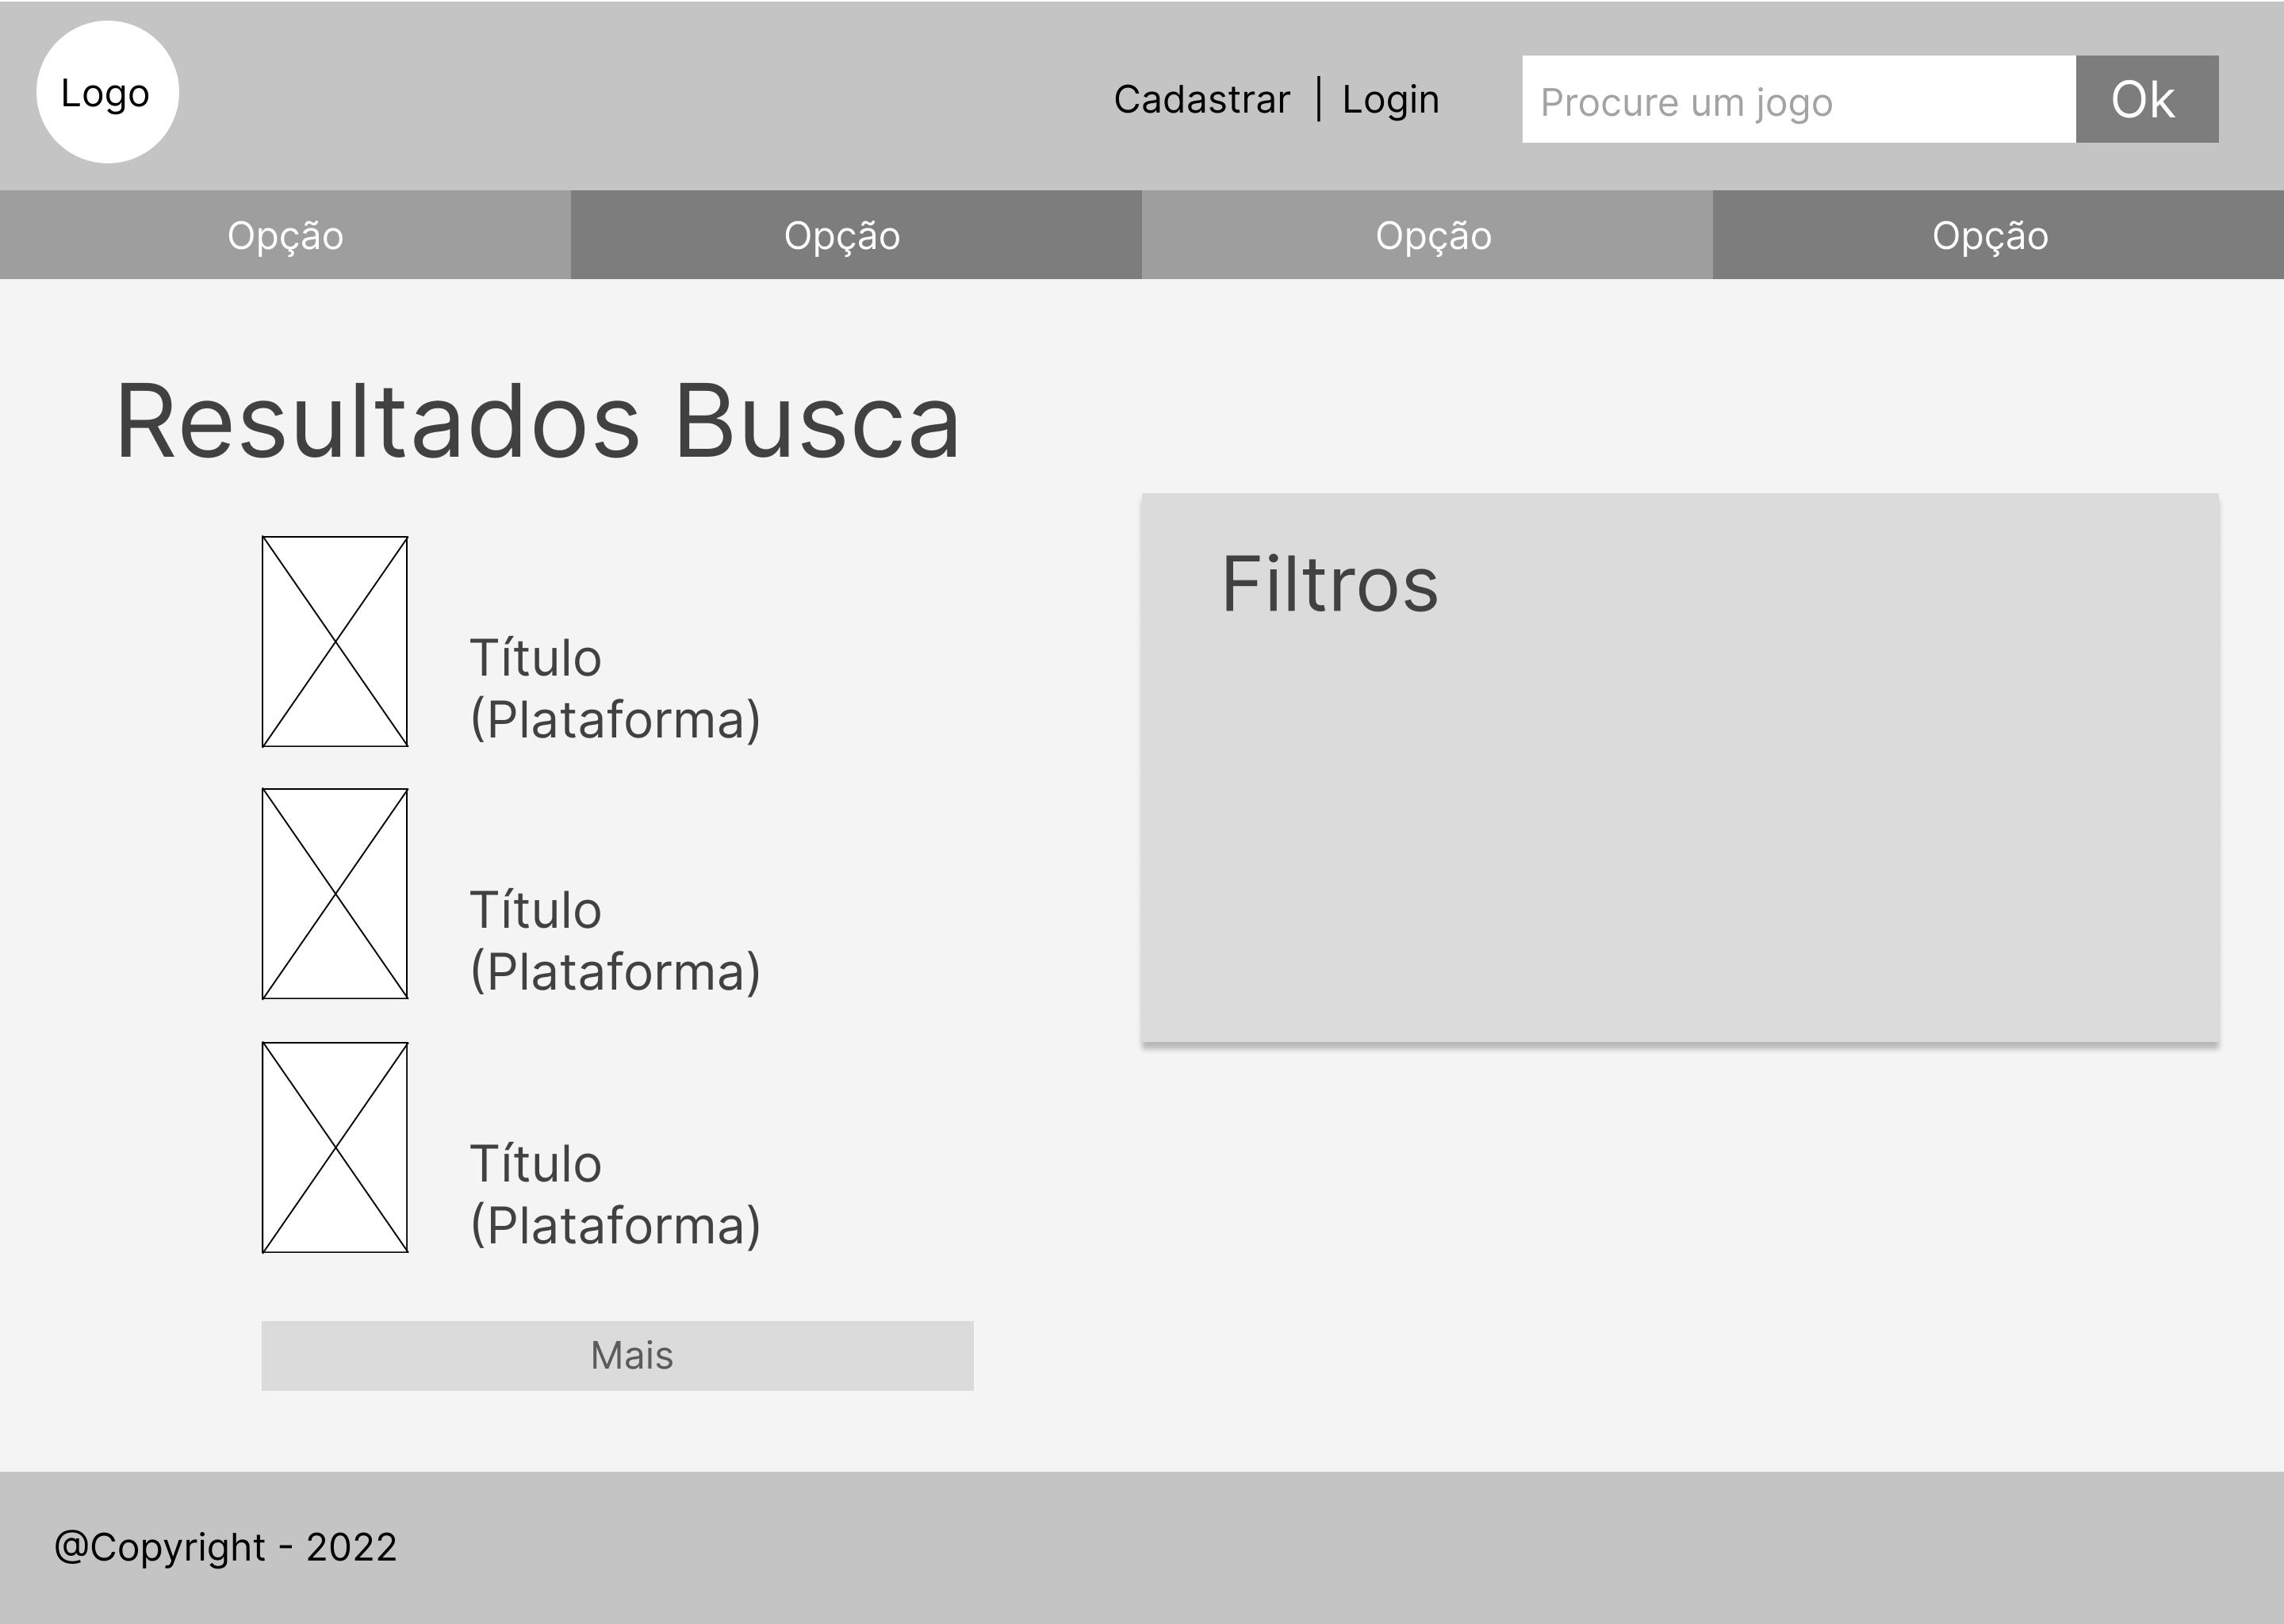 Logo
Cadastrar | Login
Procure um jogo
Ok
Opção
Opção
Opção
Opção
Resultados Busca
Filtros
Título
(Plataforma)
Título
(Plataforma)
Título
(Plataforma)
Mais
@Copyright - 2022